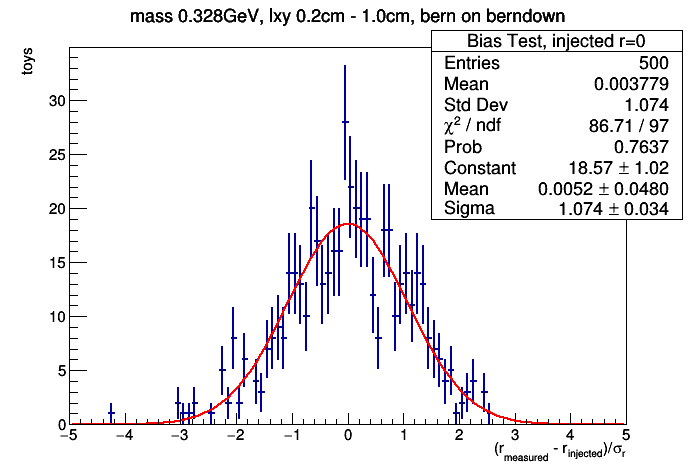 mass 0.328GeV, lxy 0.2cm - 1.0cm, bern on berndown
toys
Bias Test, injected r=0
Entries 500
Mean 0.003779
Std Dev 1.074
χ² / ndf 86.71 / 97
Prob 0.7637
Constant 18.57 ± 1.02
Mean 0.0052 ± 0.0480
Sigma 1.074 ± 0.034
30
25
20
15
10
5
0
−5 −4 −3 −2 −1 0 1 2 3 4 5
(r_measured - r_injected)/σ_r